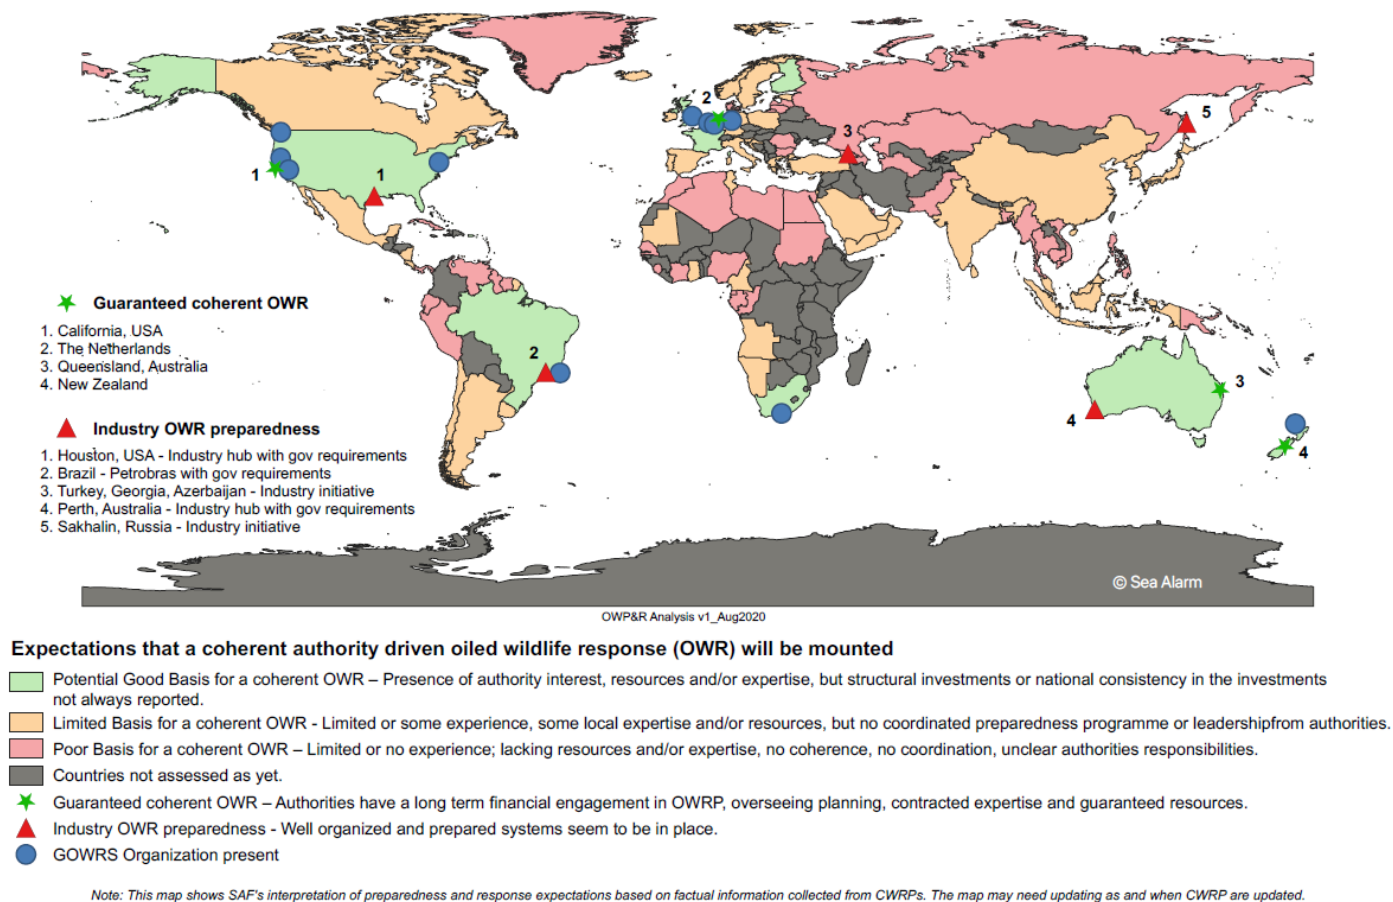 2
5
3
1
1
Guaranteed coherent OWR
1. California, USA
2. The Netherlands
3. Queensland, Australia
4. New Zealand
2
3
4
4
Industry OWR preparedness
1. Houston, USA - Industry hub with gov requirements
2. Brazil - Petrobras with gov requirements
3. Turkey, Georgia, Azerbaijan - Industry initiative
4. Perth, Australia - Industry hub with gov requirements
5. Sakhalin, Russia - Industry initiative
© Sea Alarm
OWP&R Analysis v1_Aug2020
Expectations that a coherent authority driven oiled wildlife response (OWR) will be mounted
Potential Good Basis for a coherent OWR – Presence of authority interest, resources and/or expertise, but structural investments or national consistency in the investments
not always reported.
Limited Basis for a coherent OWR - Limited or some experience, some local expertise and/or resources, but no coordinated preparedness programme or leadershipfrom authorities.
Poor Basis for a coherent OWR – Limited or no experience; lacking resources and/or expertise, no coherence, no coordination, unclear authorities responsibilities.
Countries not assessed as yet.
Guaranteed coherent OWR – Authorities have a long term financial engagement in OWRP, overseeing planning, contracted expertise and guaranteed resources.
Industry OWR preparedness - Well organized and prepared systems seem to be in place.
GOWRS Organization present
Note: This map shows SAF's interpretation of preparedness and response expectations based on factual information collected from CWRPs. The map may need updating as and when CWRP are updated.